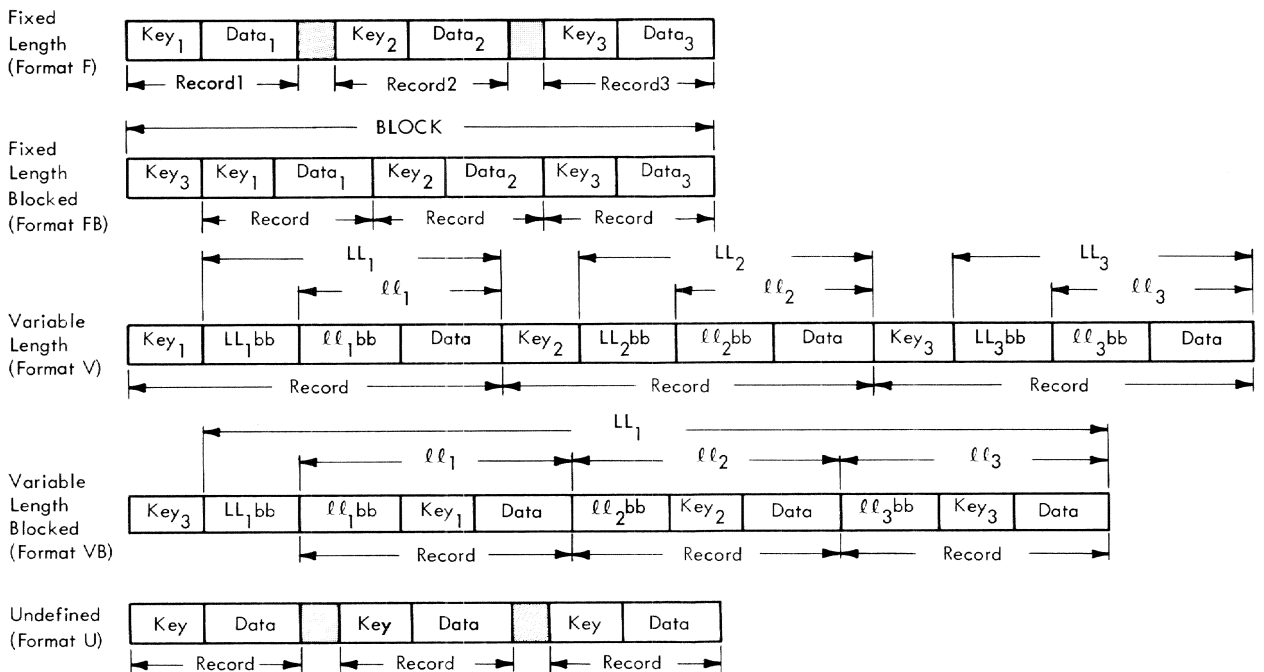 Fixed
Length
(Format F)
Key₁ Data₁ Key₂ Data₂ Key₃ Data₃
Record1 Record2 Record3
BLOCK
Fixed
Length
Blocked
(Format FB)
Key₃ Key₁ Data₁ Key₂ Data₂ Key₃ Data₃
Record Record Record
LL₁ LL₂ LL₃
ℓℓ₁ ℓℓ₂ ℓℓ₃
Variable
Length
(Format V)
Key₁ LL₁bb ℓℓ₁bb Data Key₂ LL₂bb ℓℓ₂bb Data Key₃ LL₃bb ℓℓ₃bb Data
Record Record Record
LL₁
ℓℓ₁ ℓℓ₂ ℓℓ₃
Variable
Length
Blocked
(Format VB)
Key₃ LL₁bb ℓℓ₁bb Key₁ Data ℓℓ₂bb Key₂ Data ℓℓ₃bb Key₃ Data
Record Record Record
Undefined
(Format U)
Key Data Key Data Key Data
Record Record Record